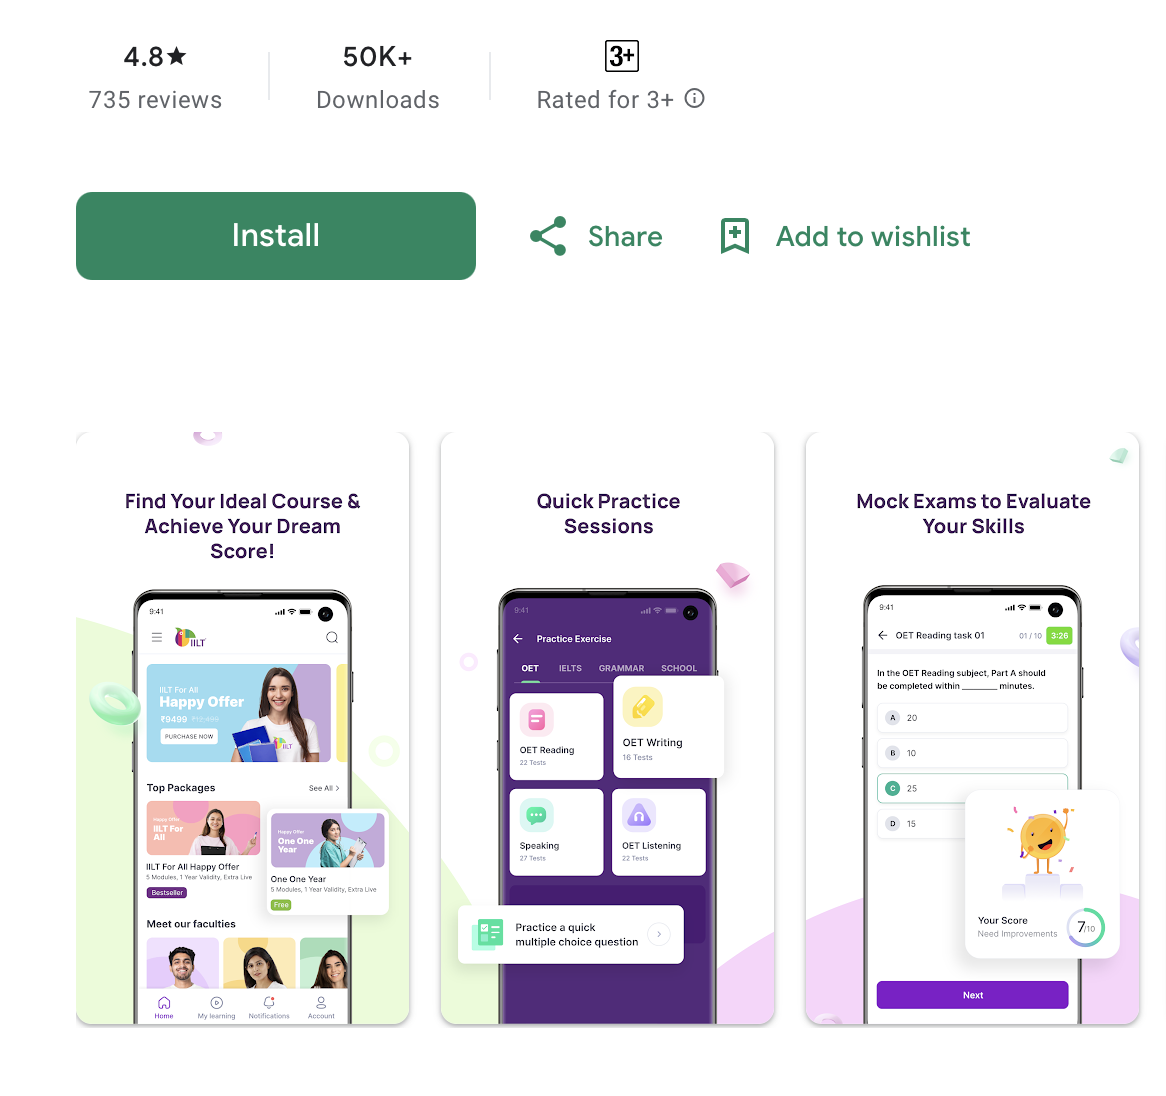 4.8★
735 reviews
50K+
Downloads
3+
Rated for 3+
Install
Share
Add to wishlist
Find Your Ideal Course &
Achieve Your Dream
Score!
9:41
IILT
IILT For All
Happy Offer
₹9499 ₹12,499
PURCHASE NOW
IILT
Top Packages
See All >
Happy Offer
IILT For
All
IILT For All Happy Offer
5 Modules, 1 Year Validity, Extra Live
Bestseller
Happy Offer
One One
Year
One One Year
5 Modules, 1 Year Validity, Extra Live
Free
Meet our faculties
Home
My learning
Notifications
Account
Quick Practice
Sessions
9:41
Practice Exercise
OET
IELTS
GRAMMAR
SCHOOL
OET Reading
22 Tests
OET Writing
16 Tests
Speaking
27 Tests
OET Listening
22 Tests
Practice a quick
multiple choice question
Mock Exams to Evaluate
Your Skills
9:41
OET Reading task 01
01 / 10
3:26
In the OET Reading subject, Part A should
be completed within ________ minutes.
A 20
B 10
C 25
D 15
Your Score
Need Improvements
7/10
Next